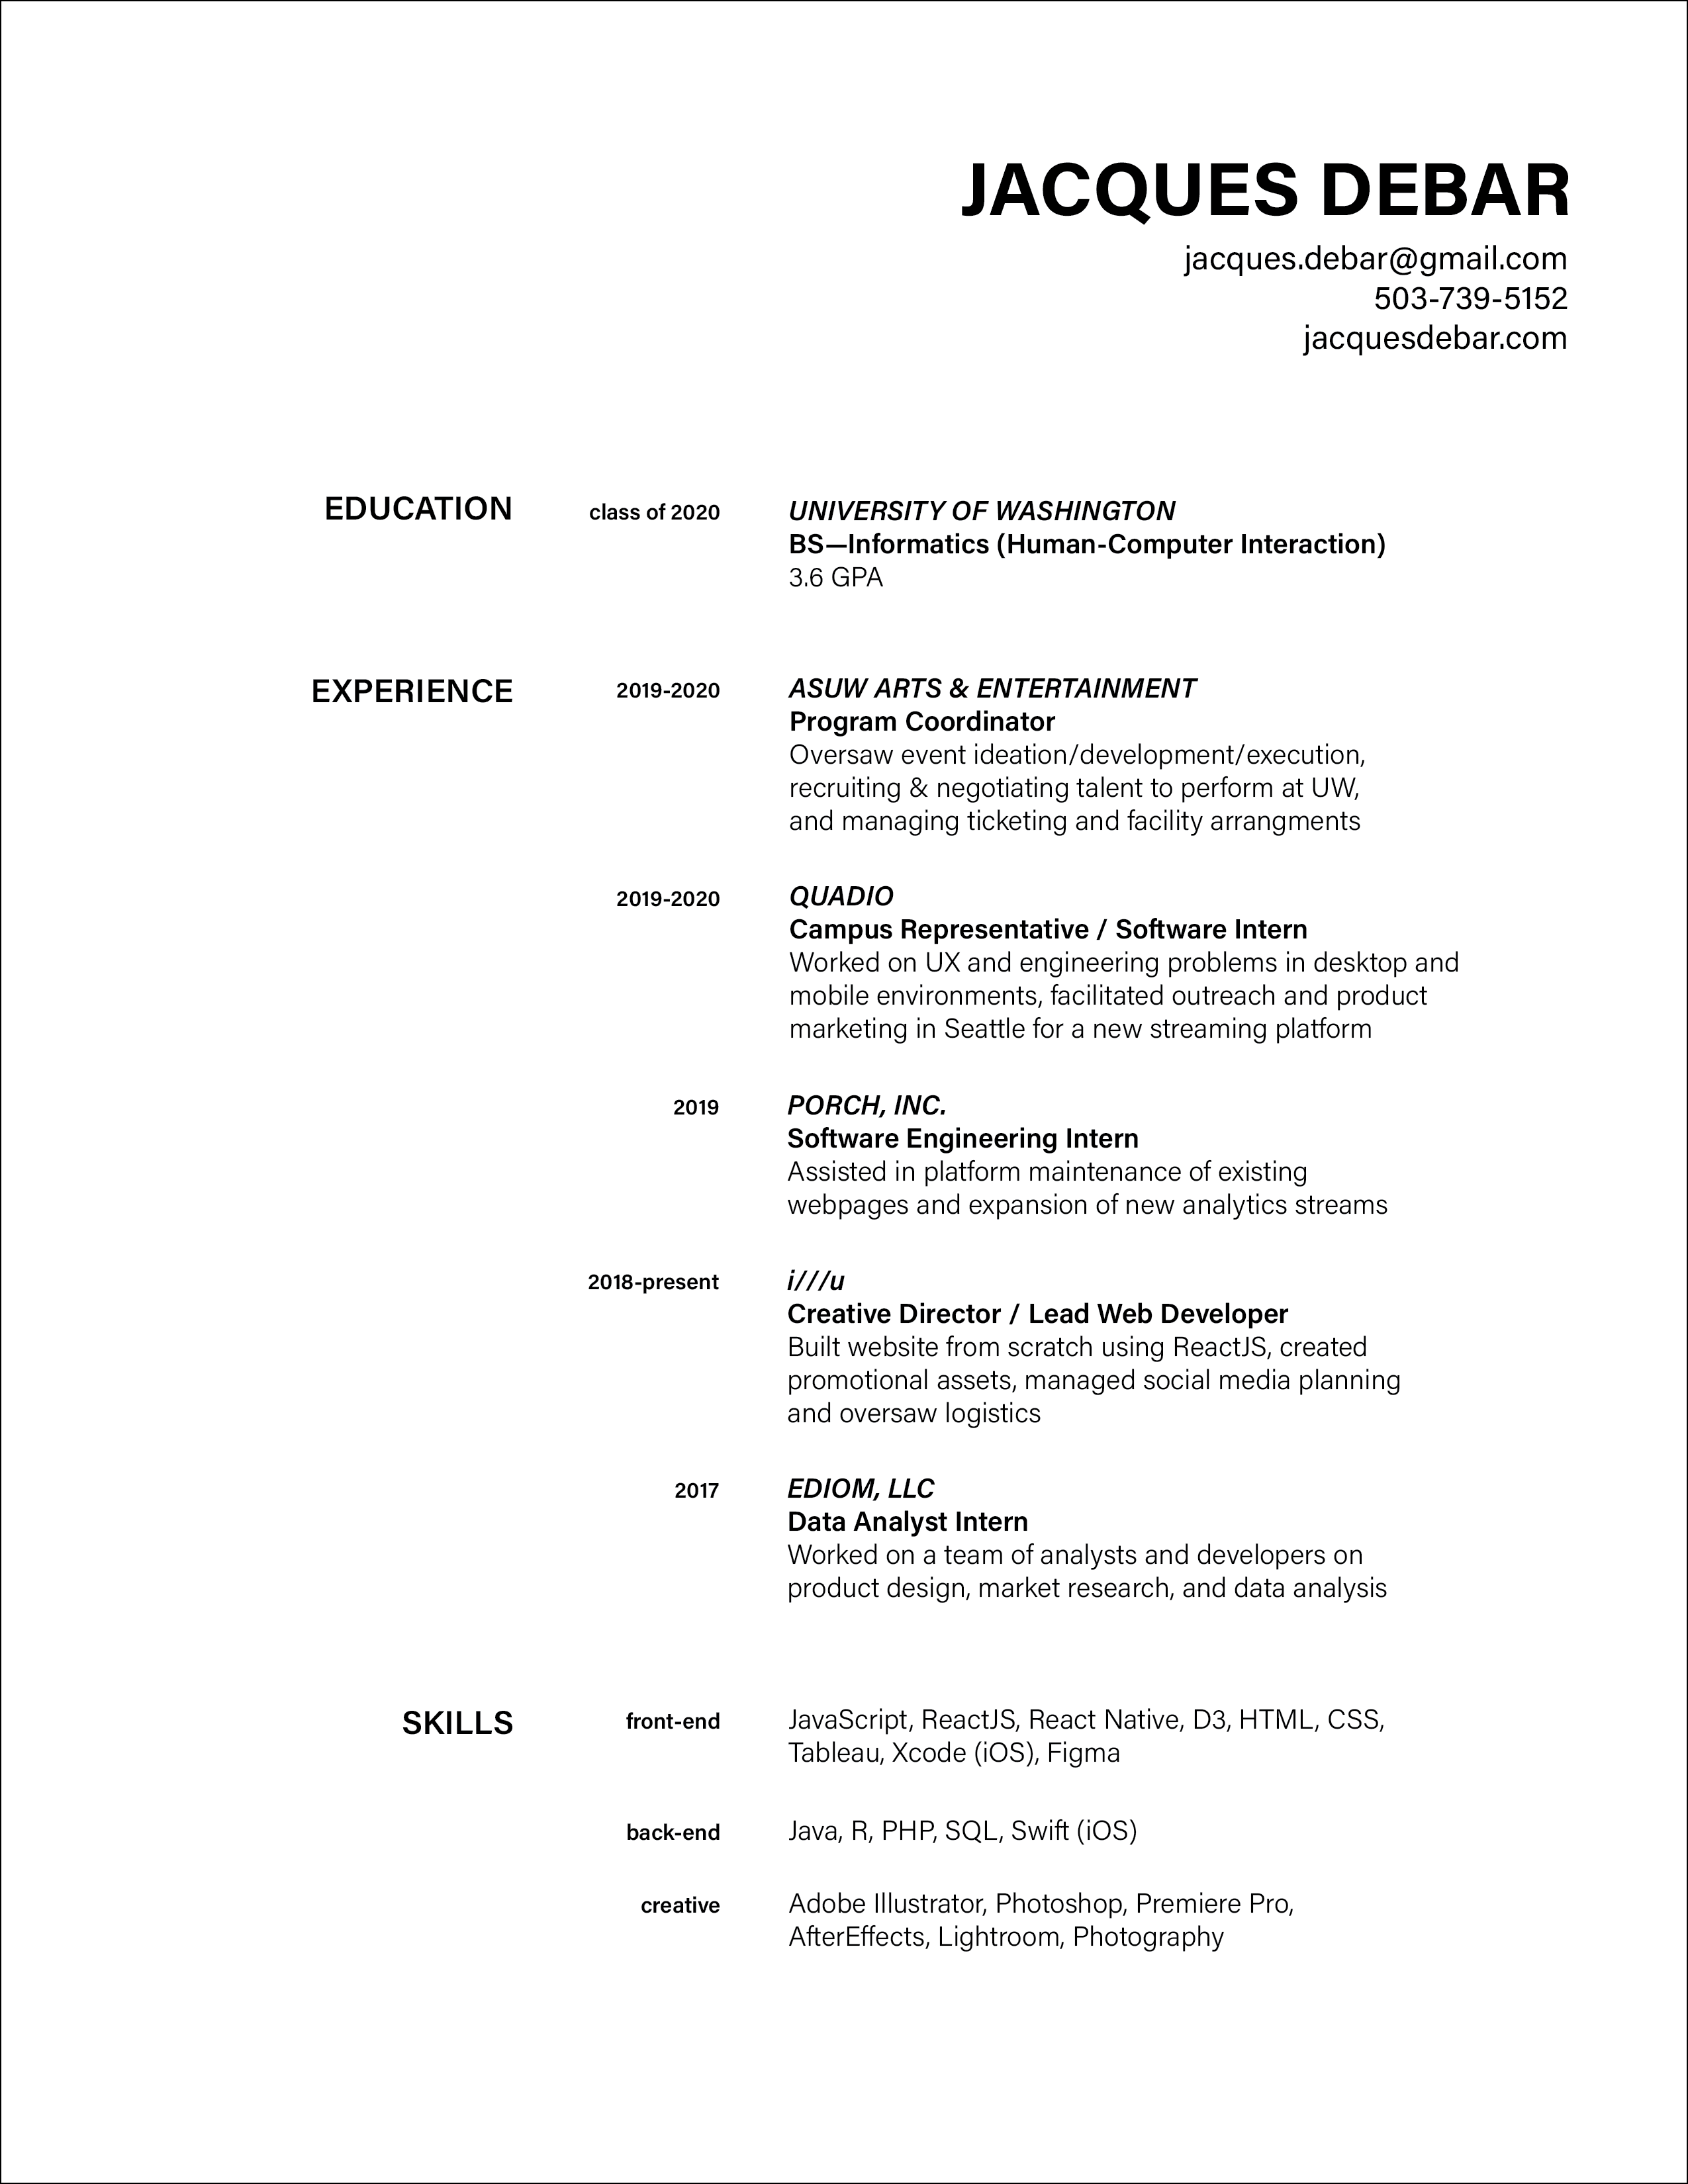 JACQUES DEBAR
jacques.debar@gmail.com
503-739-5152
jacquesdebar.com
EDUCATION
class of 2020
UNIVERSITY OF WASHINGTON
BS—Informatics (Human-Computer Interaction)
3.6 GPA
EXPERIENCE
2019-2020
ASUW ARTS & ENTERTAINMENT
Program Coordinator
Oversaw event ideation/development/execution,
recruiting & negotiating talent to perform at UW,
and managing ticketing and facility arrangments
2019-2020
QUADIO
Campus Representative / Software Intern
Worked on UX and engineering problems in desktop and
mobile environments, facilitated outreach and product
marketing in Seattle for a new streaming platform
2019
PORCH, INC.
Software Engineering Intern
Assisted in platform maintenance of existing
webpages and expansion of new analytics streams
2018-present
i///u
Creative Director / Lead Web Developer
Built website from scratch using ReactJS, created
promotional assets, managed social media planning
and oversaw logistics
2017
EDIOM, LLC
Data Analyst Intern
Worked on a team of analysts and developers on
product design, market research, and data analysis
SKILLS
front-end
JavaScript, ReactJS, React Native, D3, HTML, CSS,
Tableau, Xcode (iOS), Figma
back-end
Java, R, PHP, SQL, Swift (iOS)
creative
Adobe Illustrator, Photoshop, Premiere Pro,
AfterEffects, Lightroom, Photography